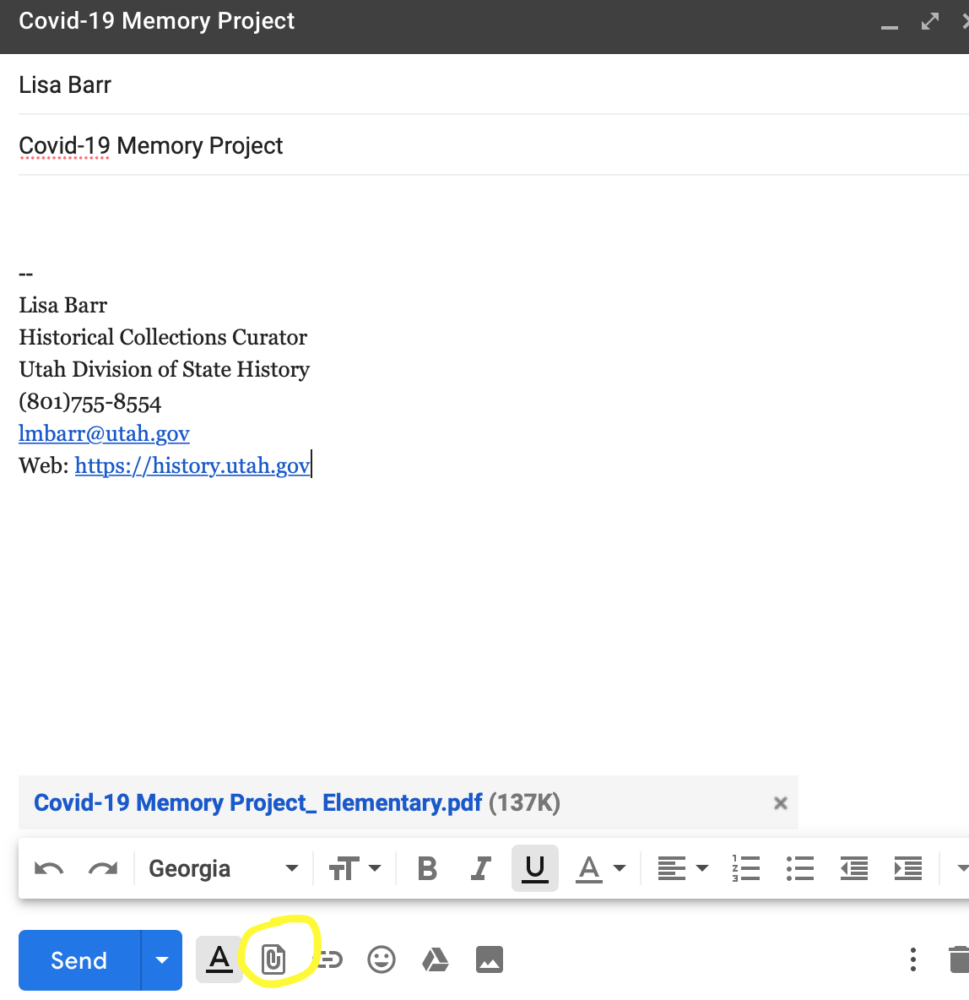 Covid-19 Memory Project
Lisa Barr
Covid-19 Memory Project
--
Lisa Barr
Historical Collections Curator
Utah Division of State History
(801)755-8554
lmbarr@utah.gov
Web: https://history.utah.gov
Covid-19 Memory Project_ Elementary.pdf (137K)
Georgia
Send